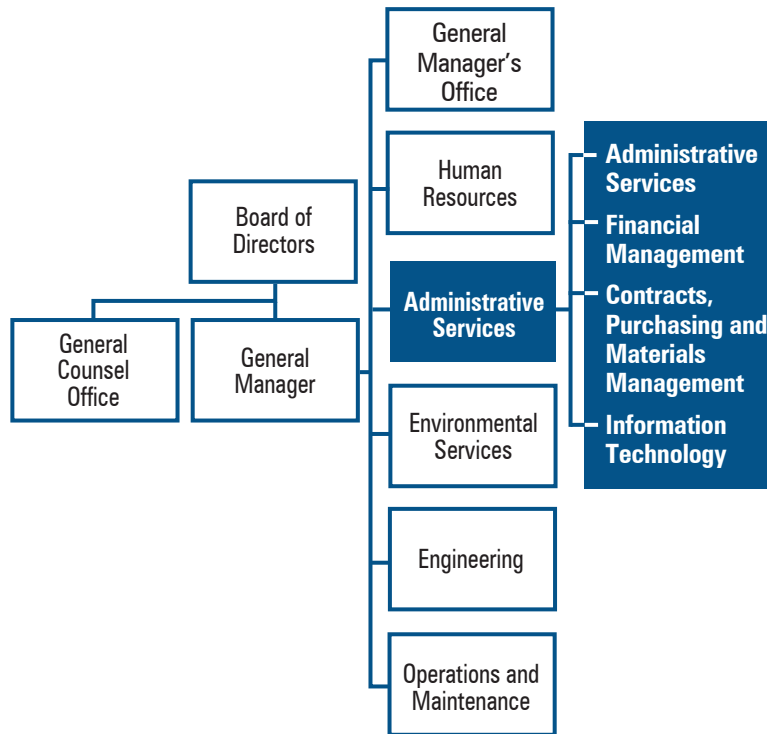 Board of
Directors
General
Counsel
Office
General
Manager
General
Manager's
Office
Human
Resources
Administrative
Services
Environmental
Services
Engineering
Operations and
Maintenance
Administrative
Services
Financial
Management
Contracts,
Purchasing and
Materials
Management
Information
Technology